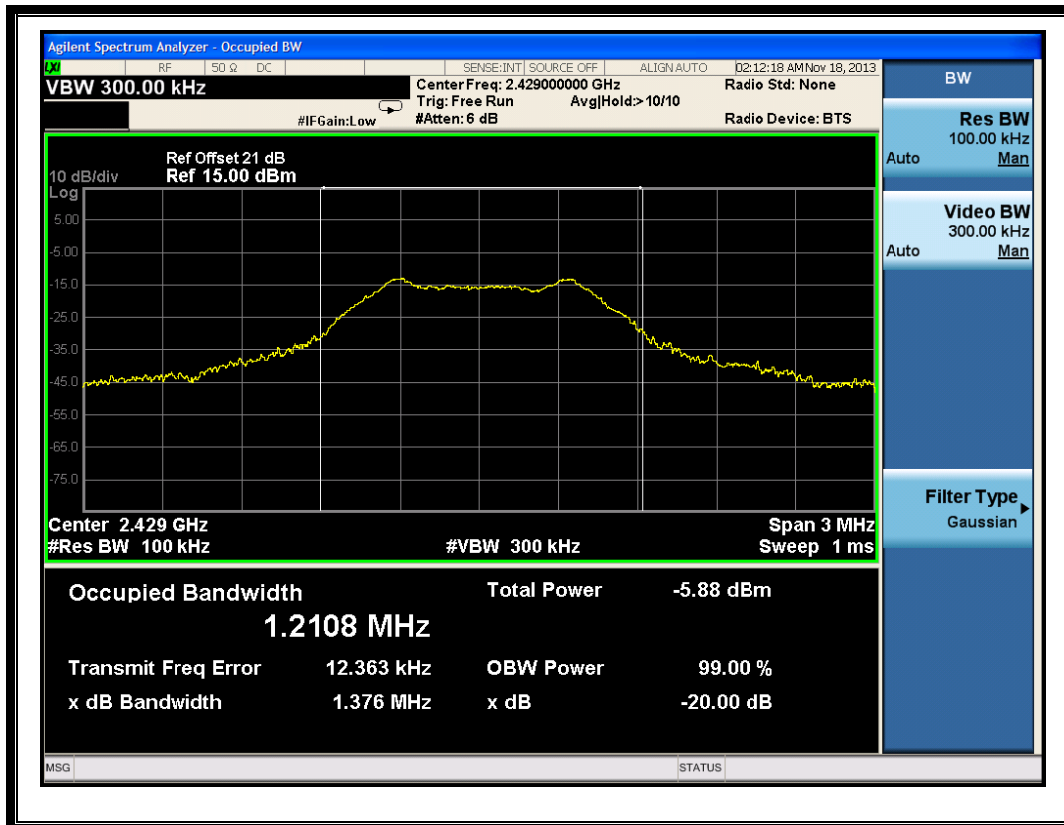 Agilent Spectrum Analyzer - Occupied BW
LXI RF 50 Ω DC SENSE:INT SOURCE OFF ALIGN AUTO 02:12:18 AM Nov 18, 2013
VBW 300.00 kHz
Center Freq: 2.429000000 GHz Radio Std: None
Trig: Free Run Avg|Hold:>10/10
#IFGain:Low #Atten: 6 dB Radio Device: BTS
Ref Offset 21 dB
10 dB/div Ref 15.00 dBm
Log
5.00
-5.00
-15.0
-25.0
-35.0
-45.0
-55.0
-65.0
-75.0
Center 2.429 GHz Span 3 MHz
#Res BW 100 kHz #VBW 300 kHz Sweep 1 ms
Occupied Bandwidth Total Power -5.88 dBm
1.2108 MHz
Transmit Freq Error 12.363 kHz OBW Power 99.00 %
x dB Bandwidth 1.376 MHz x dB -20.00 dB
MSG STATUS
BW
Res BW
100.00 kHz
Auto Man
Video BW
300.00 kHz
Auto Man
Filter Type
Gaussian